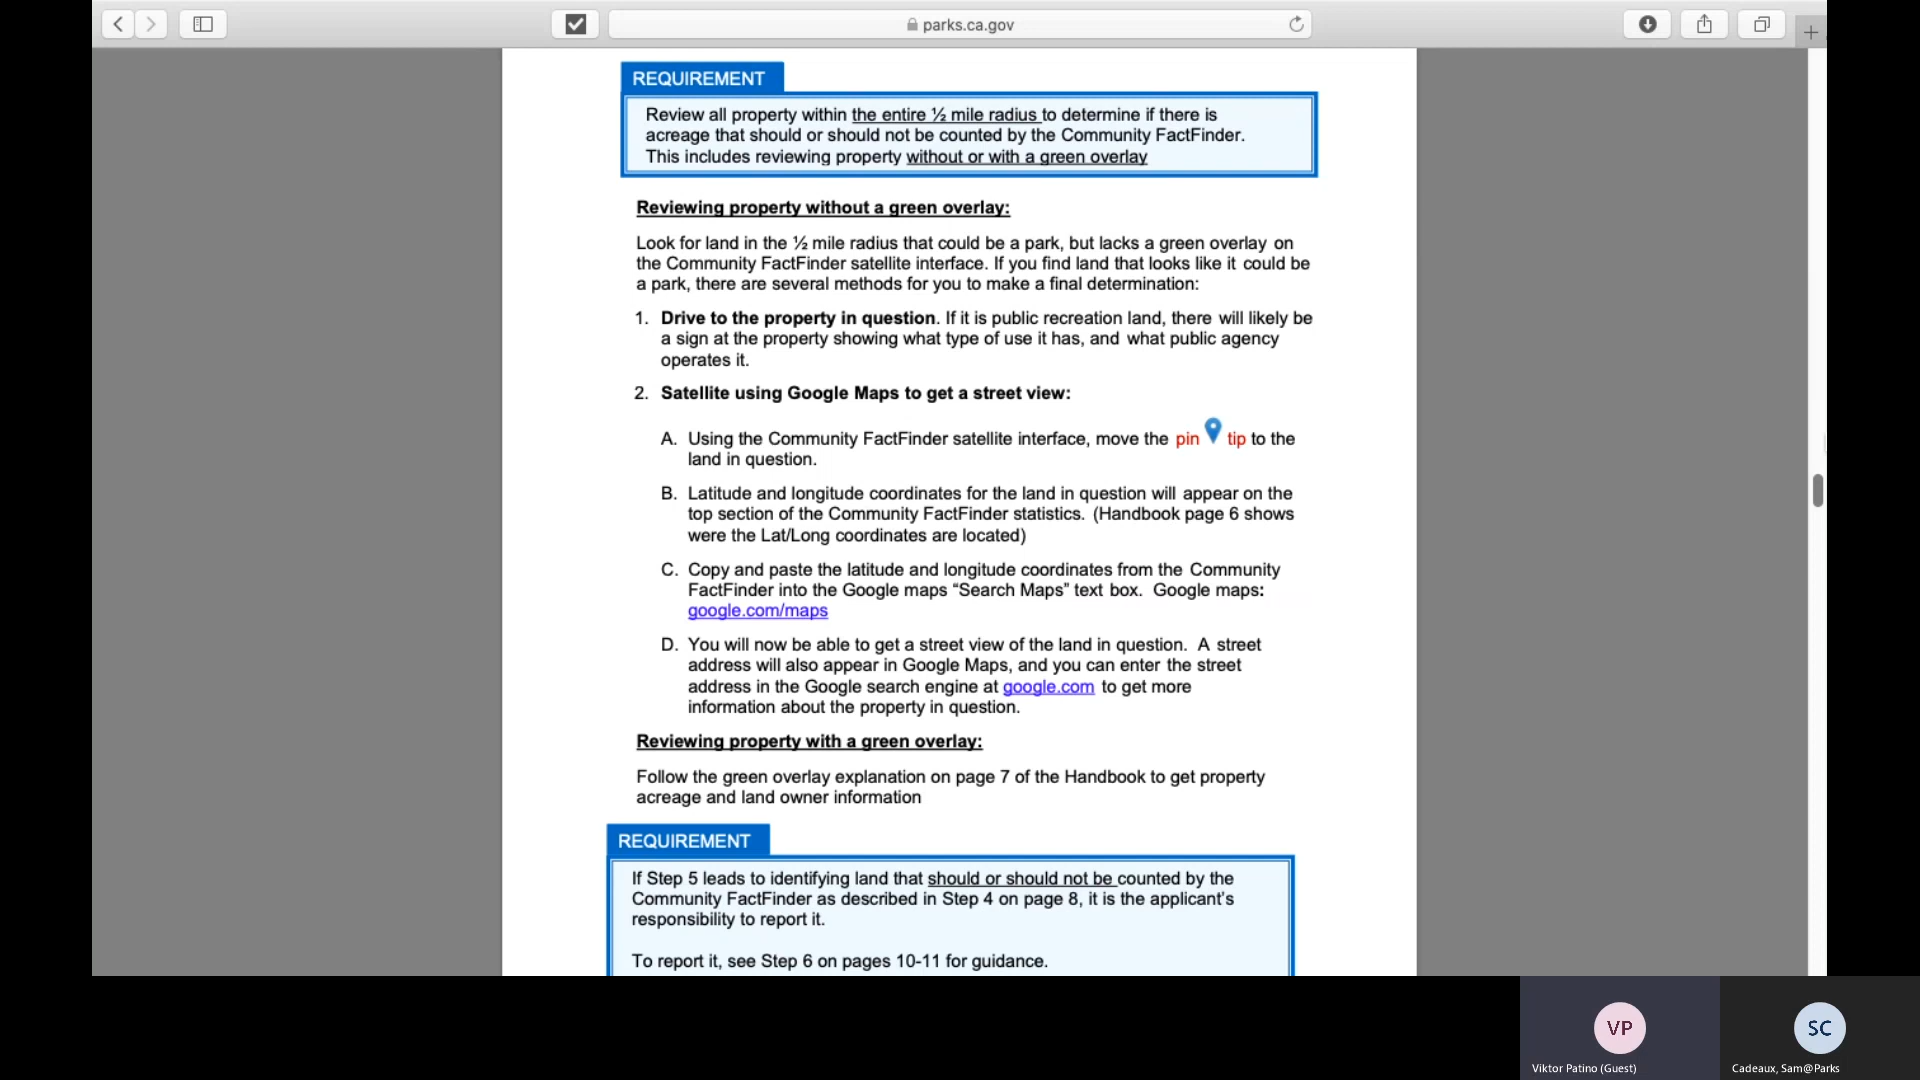 parks.ca.gov
REQUIREMENT
Review all property within the entire ½ mile radius to determine if there is
acreage that should or should not be counted by the Community FactFinder.
This includes reviewing property without or with a green overlay
Reviewing property without a green overlay:
Look for land in the ½ mile radius that could be a park, but lacks a green overlay on
the Community FactFinder satellite interface. If you find land that looks like it could be
a park, there are several methods for you to make a final determination:
1. Drive to the property in question. If it is public recreation land, there will likely be
a sign at the property showing what type of use it has, and what public agency
operates it.
2. Satellite using Google Maps to get a street view:
A. Using the Community FactFinder satellite interface, move the pin tip to the
land in question.
B. Latitude and longitude coordinates for the land in question will appear on the
top section of the Community FactFinder statistics. (Handbook page 6 shows
were the Lat/Long coordinates are located)
C. Copy and paste the latitude and longitude coordinates from the Community
FactFinder into the Google maps “Search Maps” text box. Google maps:
google.com/maps
D. You will now be able to get a street view of the land in question. A street
address will also appear in Google Maps, and you can enter the street
address in the Google search engine at google.com to get more
information about the property in question.
Reviewing property with a green overlay:
Follow the green overlay explanation on page 7 of the Handbook to get property
acreage and land owner information
REQUIREMENT
If Step 5 leads to identifying land that should or should not be counted by the
Community FactFinder as described in Step 4 on page 8, it is the applicant's
responsibility to report it.
To report it, see Step 6 on pages 10-11 for guidance.
VP
SC
Viktor Patino (Guest)
Cadeaux, Sam@Parks